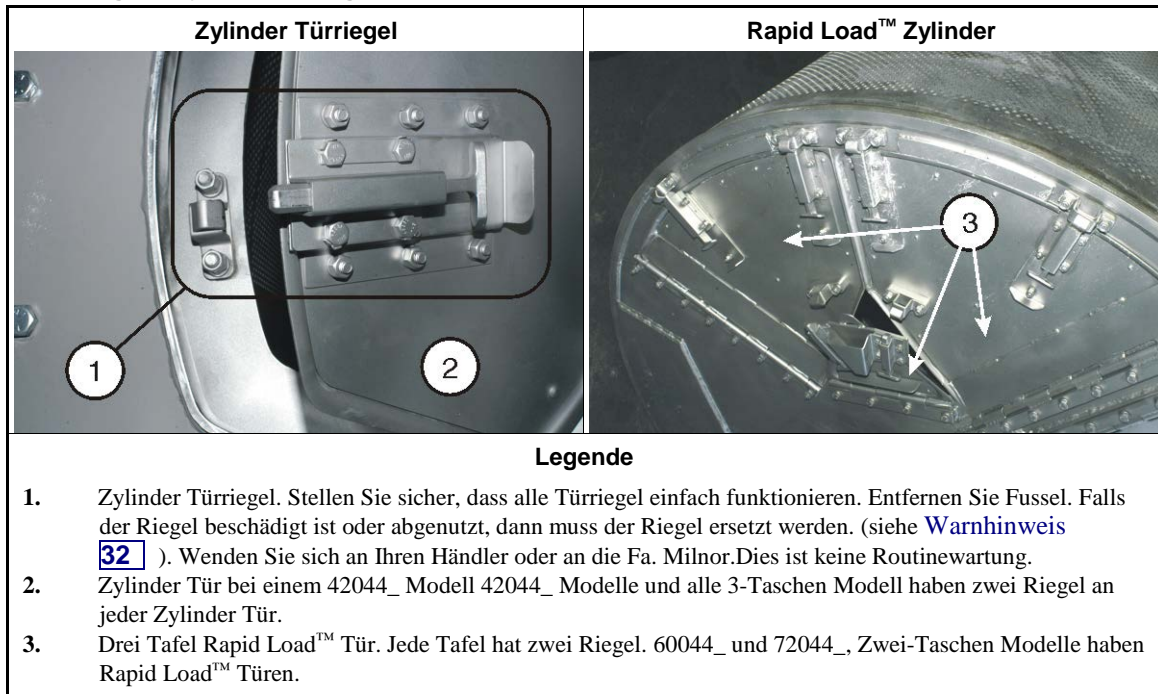 Zylinder Türriegel
Rapid Load™ Zylinder
1
2
3
Legende
1. Zylinder Türriegel. Stellen Sie sicher, dass alle Türriegel einfach funktionieren. Entfernen Sie Fussel. Falls
der Riegel beschädigt ist oder abgenutzt, dann muss der Riegel ersetzt werden. (siehe Warnhinweis
32 ). Wenden Sie sich an Ihren Händler oder an die Fa. Milnor.Dies ist keine Routinewartung.
2. Zylinder Tür bei einem 42044_ Modell 42044_ Modelle und alle 3-Taschen Modell haben zwei Riegel an
jeder Zylinder Tür.
3. Drei Tafel Rapid Load™ Tür. Jede Tafel hat zwei Riegel. 60044_ und 72044_, Zwei-Taschen Modelle haben
Rapid Load™ Türen.